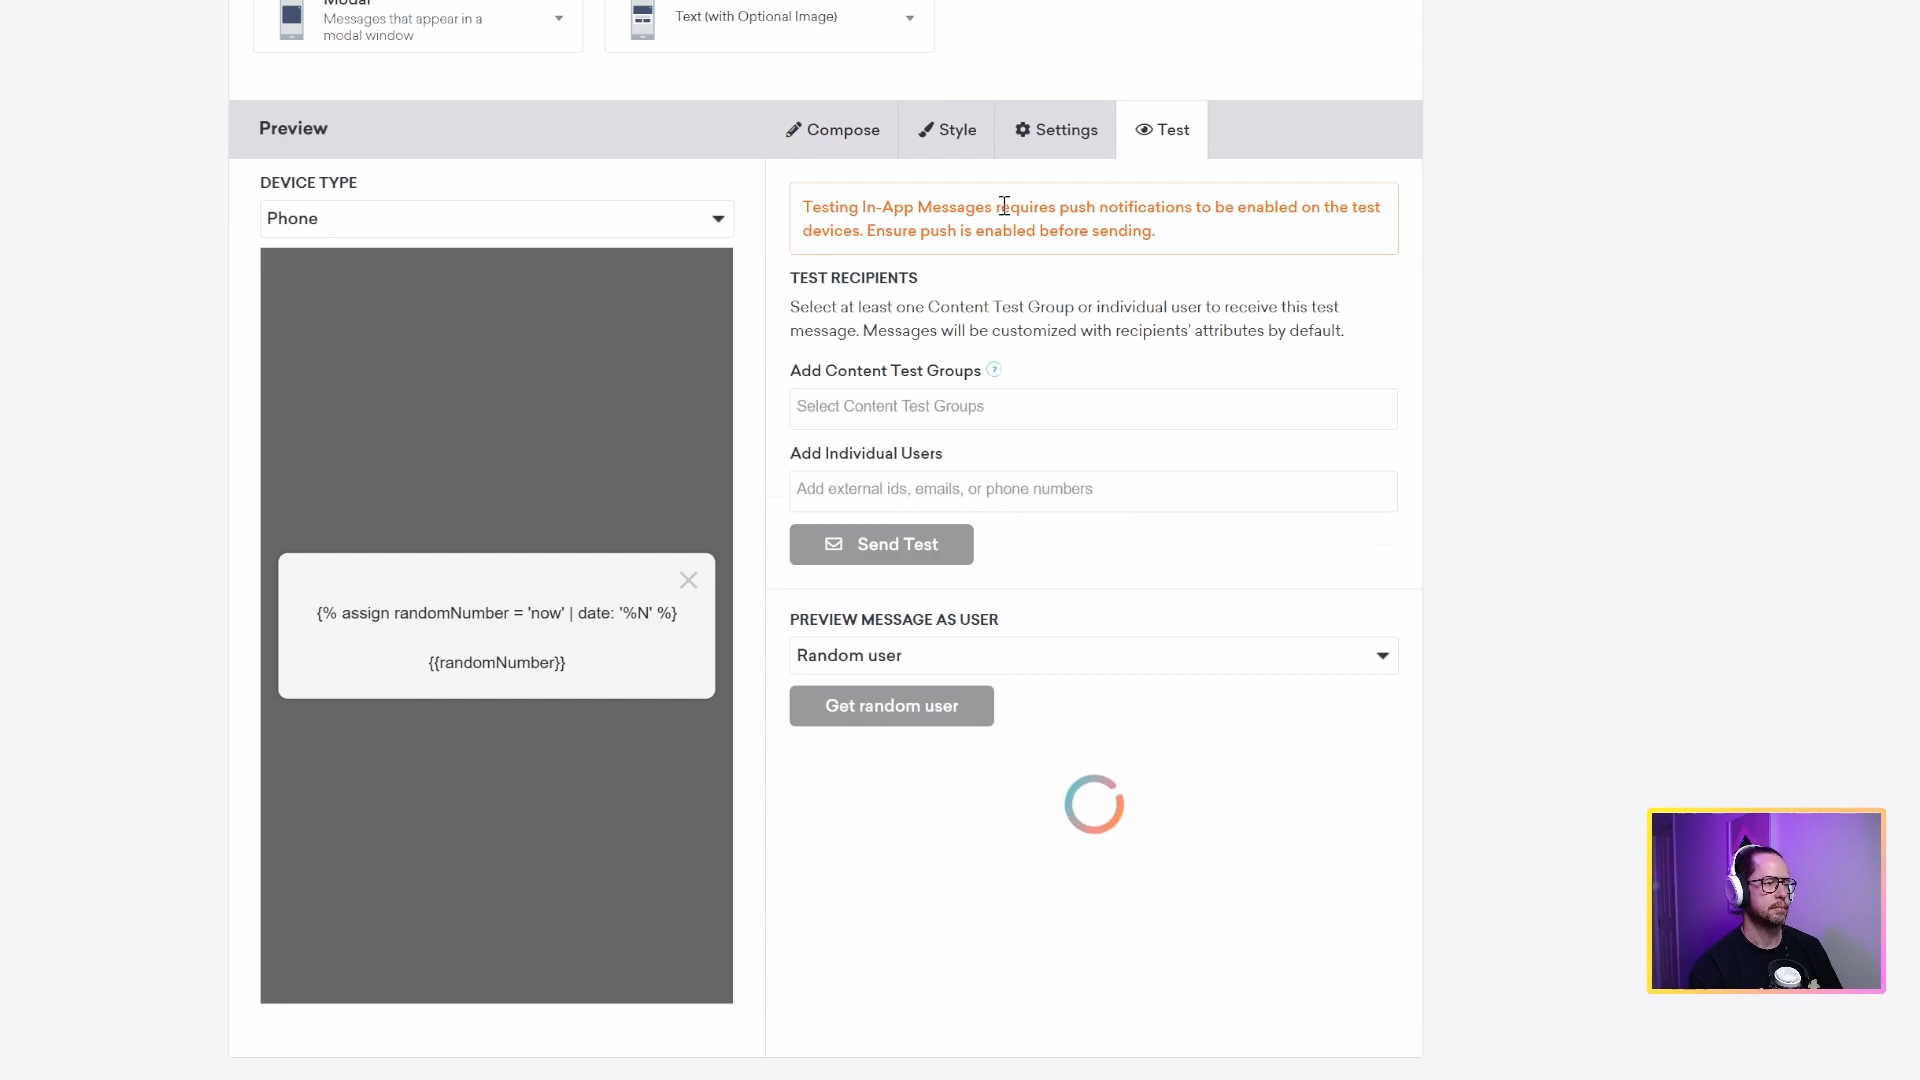 Modal
Messages that appear in a
modal window
Text (with Optional Image)
Preview
Compose
Style
Settings
Test
DEVICE TYPE
Phone
{% assign randomNumber = 'now' | date: '%N' %}
{{randomNumber}}
Testing In-App Messages requires push notifications to be enabled on the test
devices. Ensure push is enabled before sending.
TEST RECIPIENTS
Select at least one Content Test Group or individual user to receive this test
message. Messages will be customized with recipients' attributes by default.
Add Content Test Groups ?
Select Content Test Groups
Add Individual Users
Add external ids, emails, or phone numbers
Send Test
PREVIEW MESSAGE AS USER
Random user
Get random user